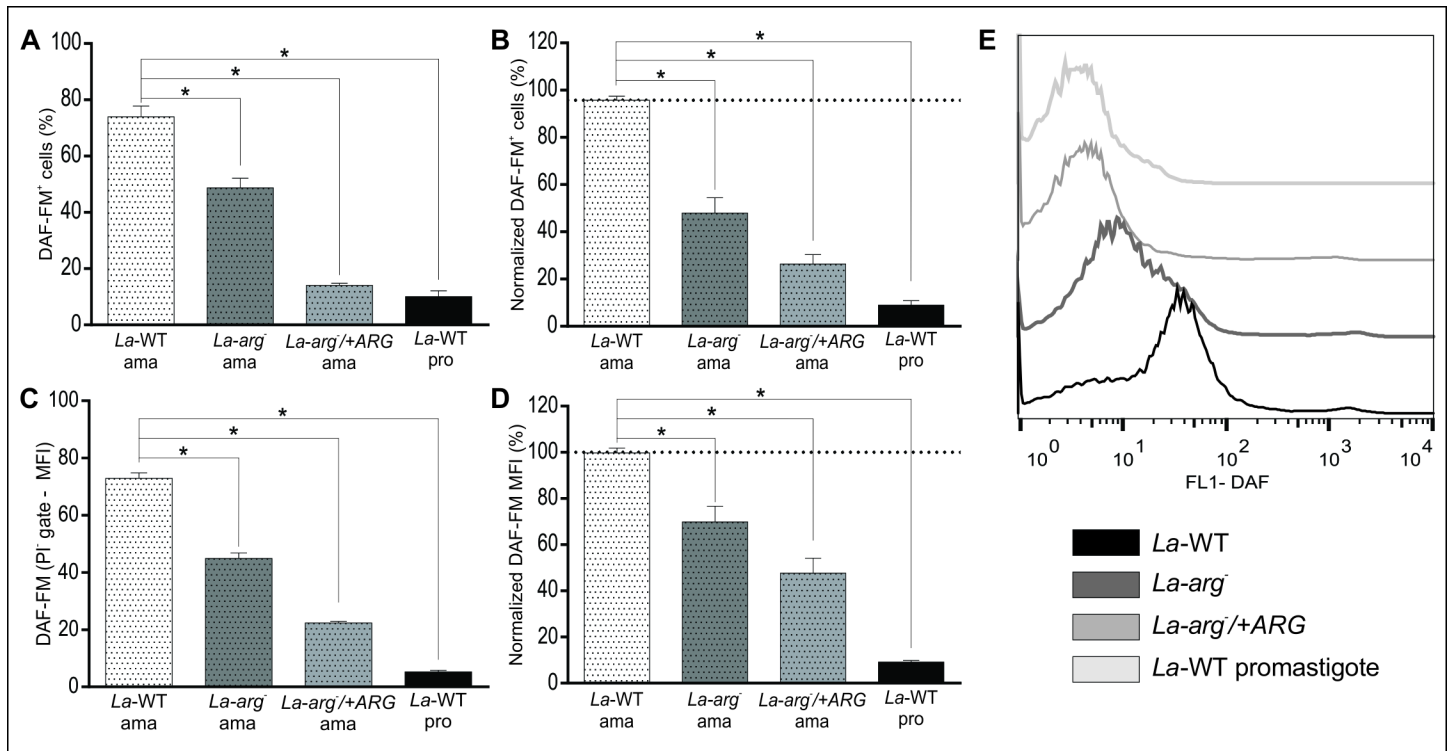 A
100
80
60
40
20
0
DAF-FM⁺ cells (%)
*
*
*
La-WT ama
La-arg⁻ ama
La-arg⁻/+ARG ama
La-WT pro
B
120
100
80
60
40
20
0
Normalized DAF-FM⁺ cells (%)
*
*
*
La-WT ama
La-arg⁻ ama
La-arg⁻/+ARG ama
La-WT pro
C
100
80
60
40
20
0
DAF-FM (PI⁻ gate - MFI)
*
*
*
La-WT ama
La-arg⁻ ama
La-arg⁻/+ARG ama
La-WT pro
D
120
100
80
60
40
20
0
Normalized DAF-FM MFI (%)
*
*
*
La-WT ama
La-arg⁻ ama
La-arg⁻/+ARG ama
La-WT pro
E
10⁰ 10¹ 10² 10³ 10⁴
FL1- DAF
La-WT
La-arg⁻
La-arg⁻/+ARG
La-WT promastigote